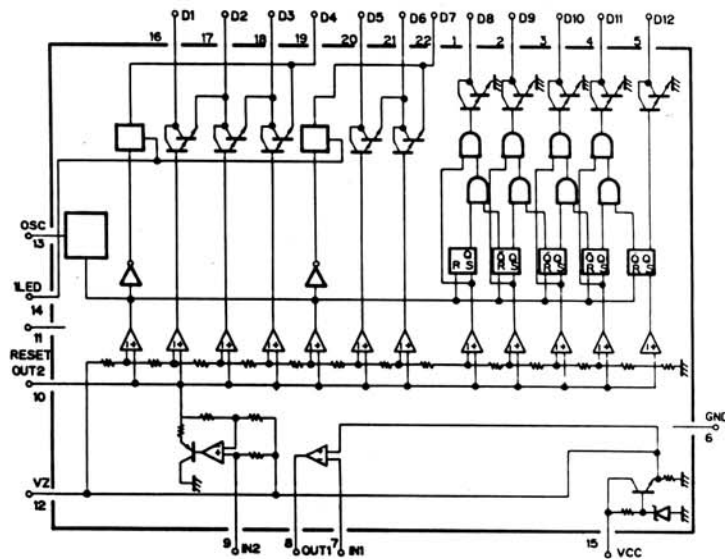 D1 D2 D3 D4 D5 D6 D7 D8 D9 D10 D11 D12
16 17 18 19 20 21 22 1 2 3 4 5
OSC
13
R Q S
R Q S
R Q S
R Q S
R Q S
1LED
14
11
RESET
OUT2
10
GND
6
VZ
12
9 IN2 8 OUT1 7 IN1
15
VCC